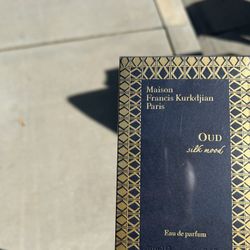 Maison
Francis Kurkdjian
Paris
OUD
silk mood
Eau de parfum